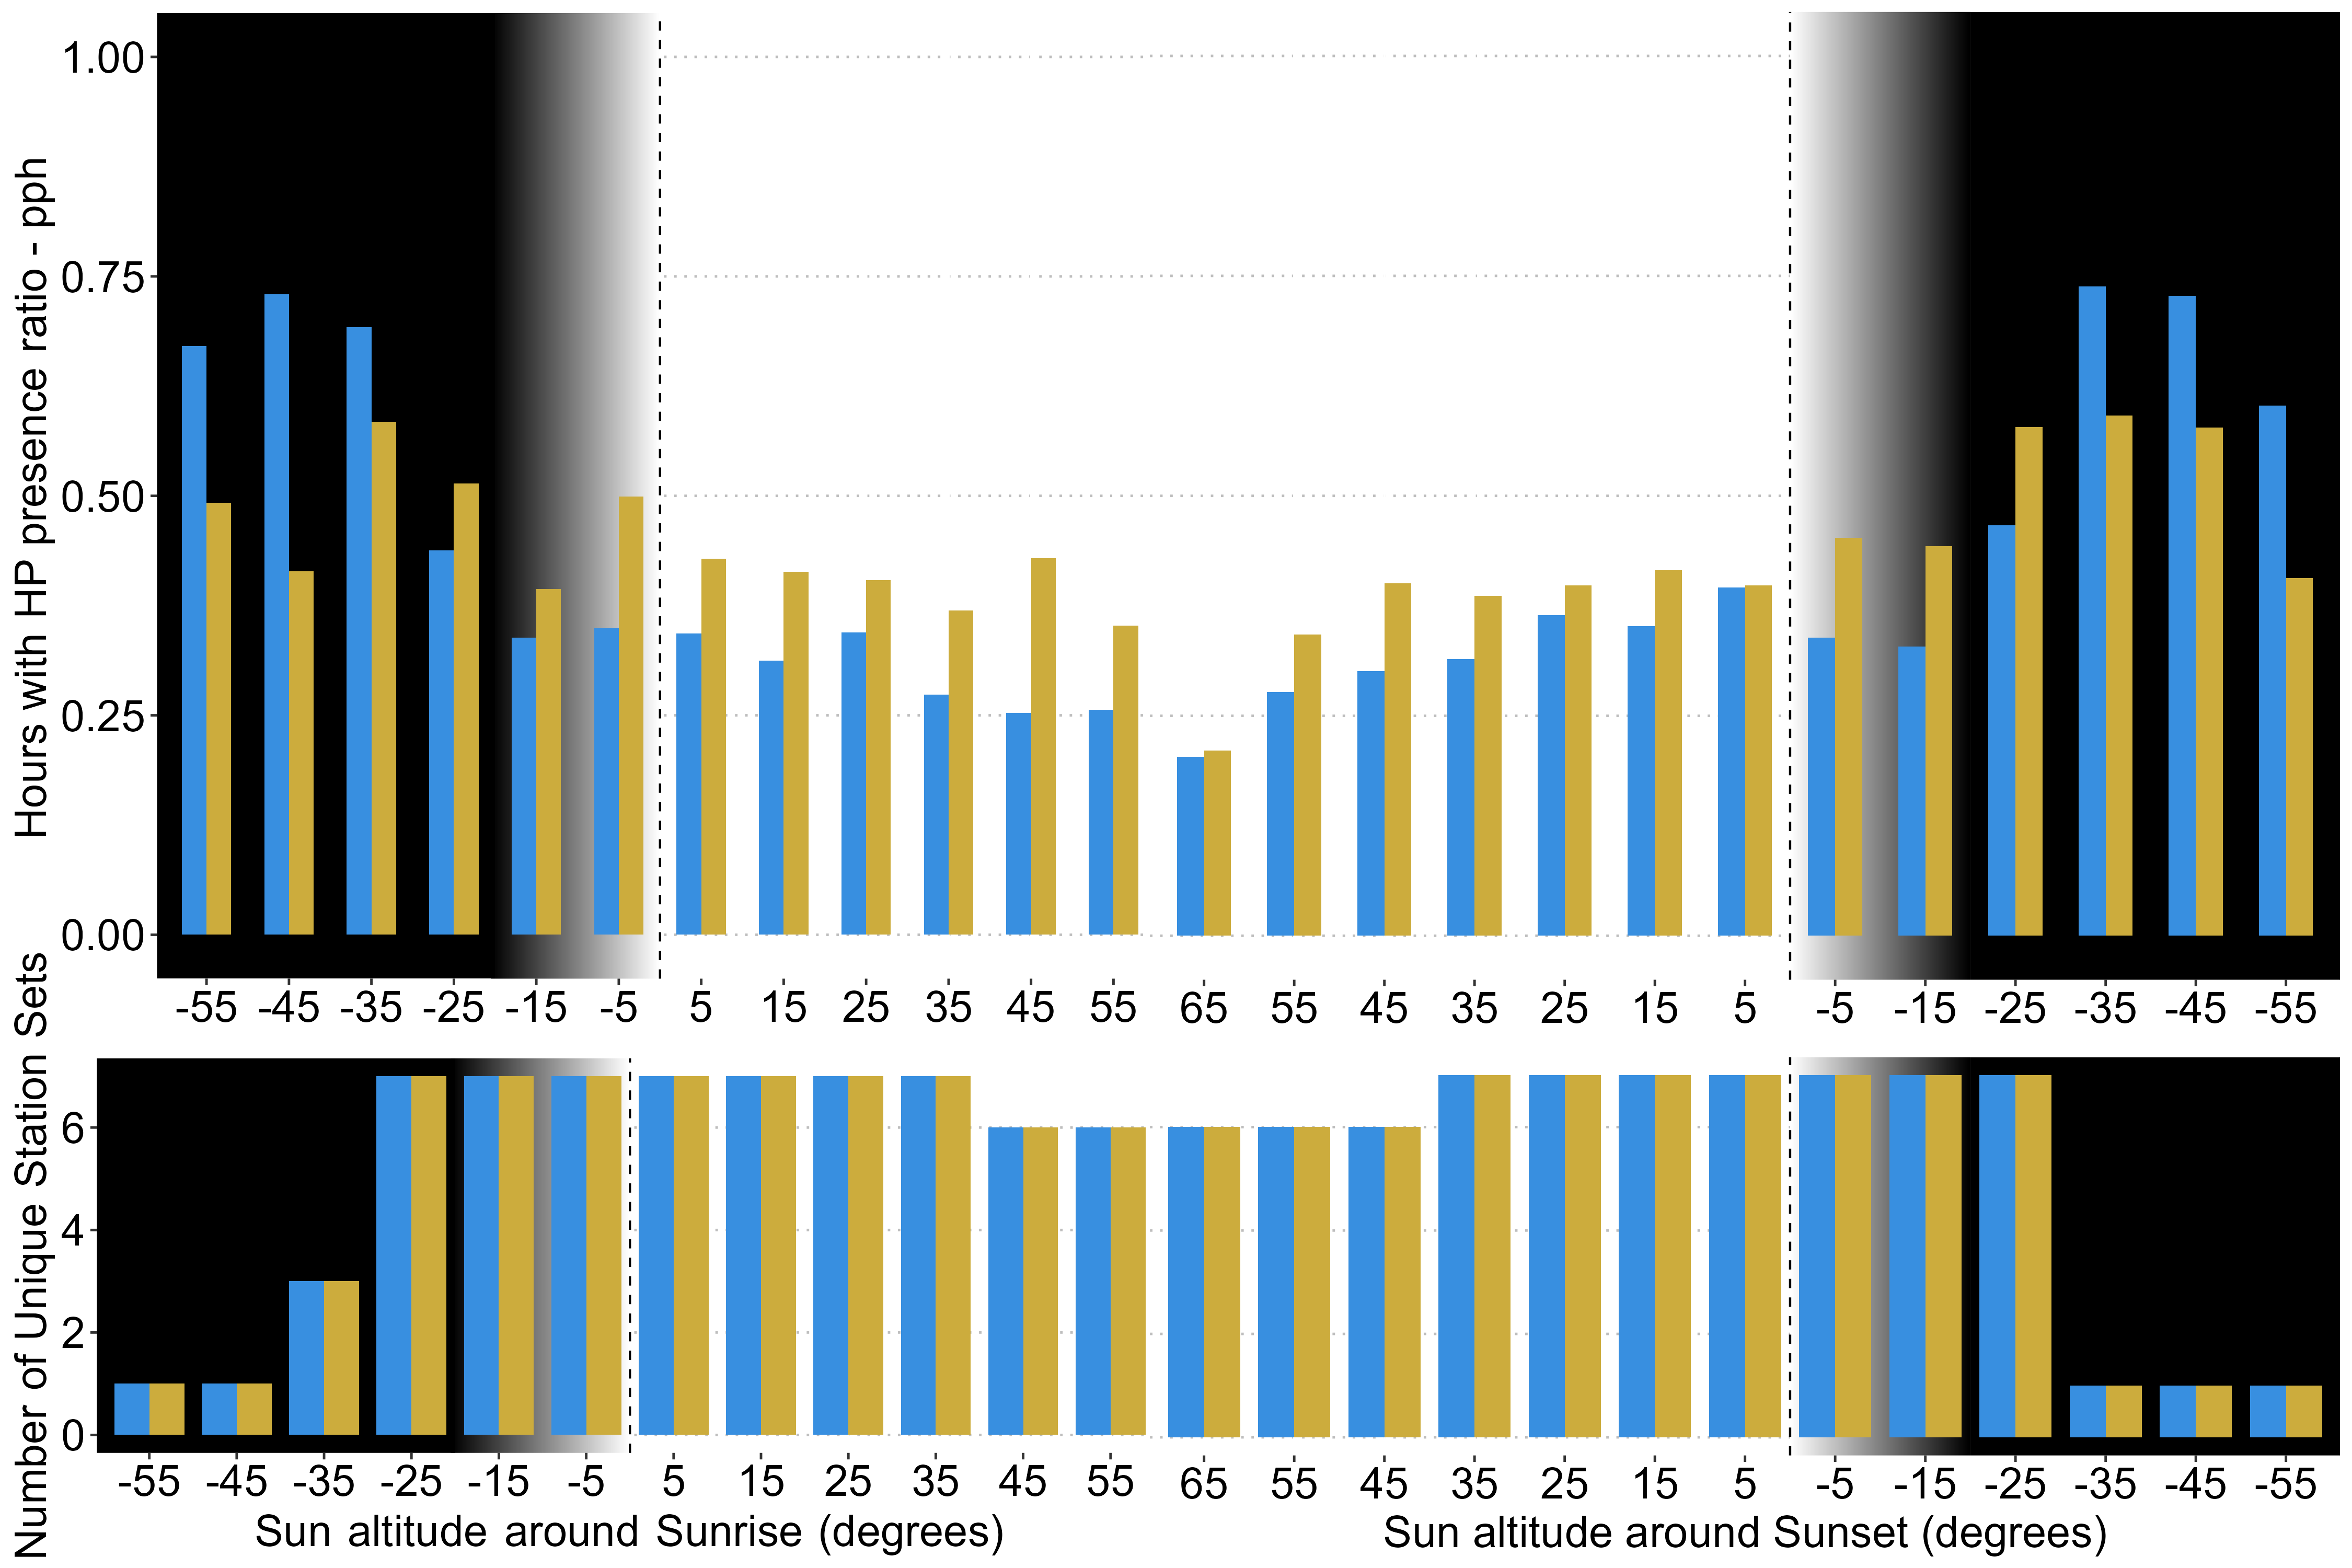 Hours with HP presence ratio - pph
1.00
0.75
0.50
0.25
0.00
-55 -45 -35 -25 -15 -5 5 15 25 35 45 55 65 55 45 35 25 15 5 -5 -15 -25 -35 -45 -55
Number of Unique Station Sets
6
4
2
0
-55 -45 -35 -25 -15 -5 5 15 25 35 45 55 65 55 45 35 25 15 5 -5 -15 -25 -35 -45 -55
Sun altitude around Sunrise (degrees) Sun altitude around Sunset (degrees)